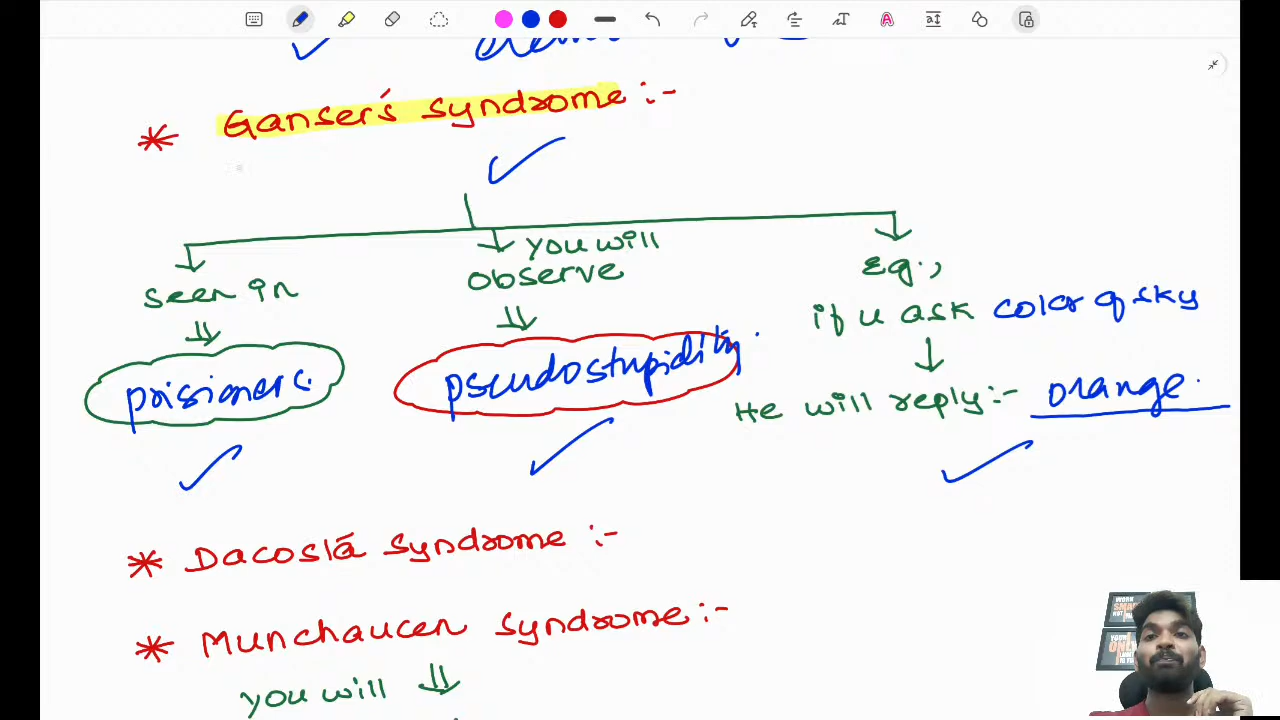 * Ganser's syndrome :-
seen in
prisioners
you will
observe
pseudostupidity
Eg.,
if u ask color of sky
He will reply :- orange.
* Dacosta syndrome :-
* Munchaucen syndrome :-
you will